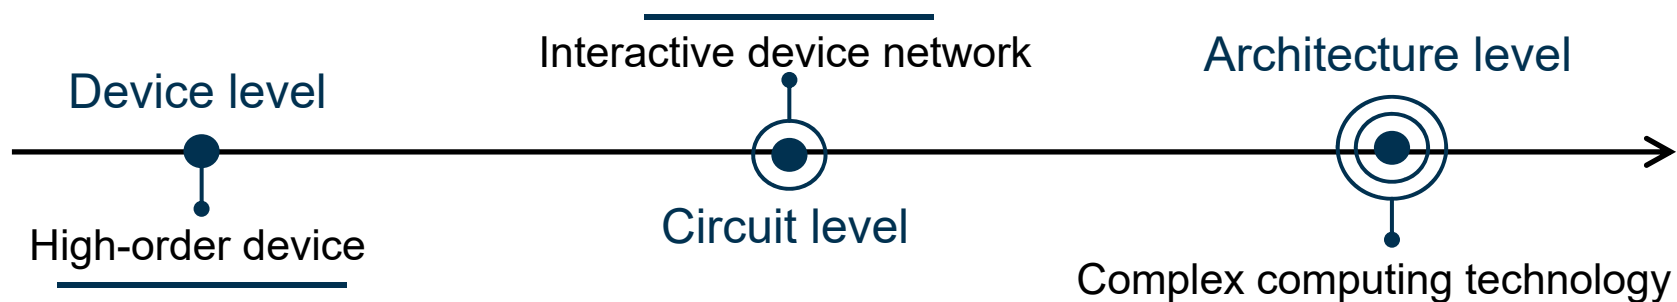 Device level
High-order device
Interactive device network
Circuit level
Architecture level
Complex computing technology